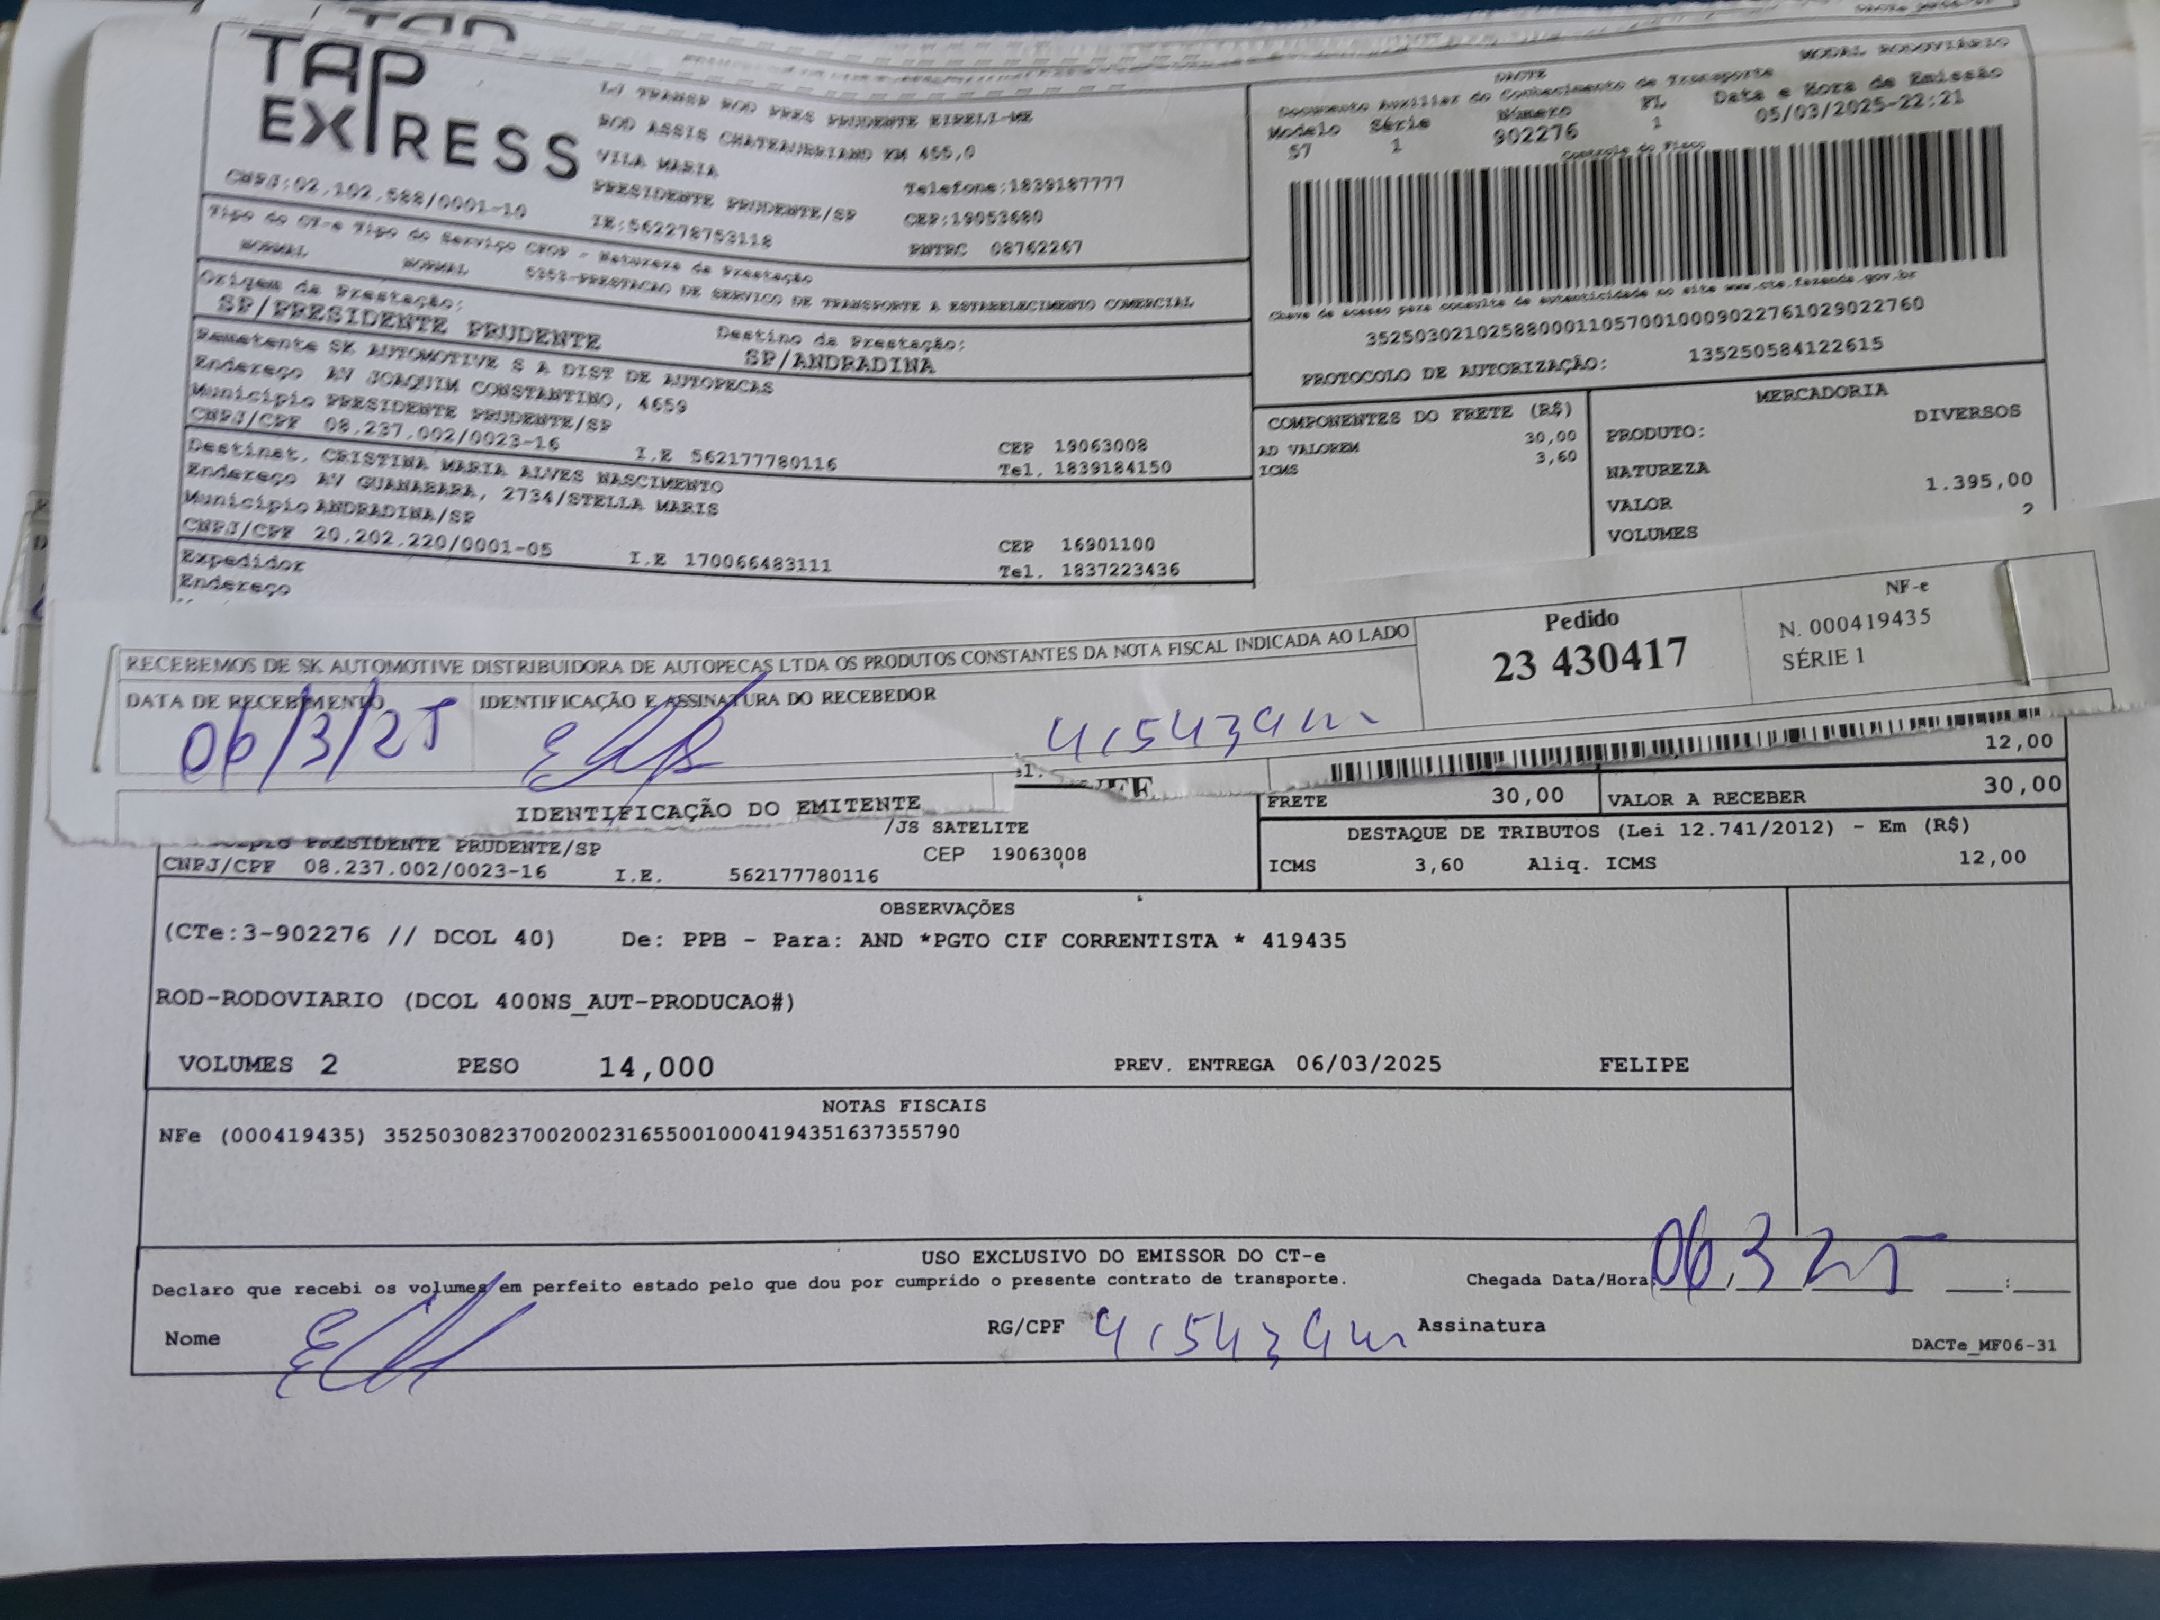 TAP
EXPRESS
LJ TRANSP ROD PRES PRUDENTE EIRELI-ME
ROD ASSIS CHATEAUBRIAND KM 455,0
VILA MARIA
PRESIDENTE PRUDENTE/SP
Telefone:1839187777
CEP:19053680
CNPJ:02.102.588/0001-10
IE:562278753118
RNTRC 08762267
Tipo do CT-e Tipo do Serviço CFOP - Natureza da Prestação
NORMAL NORMAL 5353-PRESTACAO DE SERVICO DE TRANSPORTE A ESTABELECIMENTO COMERCIAL
Origem da Prestação:
SP/PRESIDENTE PRUDENTE
Destino da Prestação:
SP/ANDRADINA
Remetente SK AUTOMOTIVE S A DIST DE AUTOPECAS
Endereço AV JOAQUIM CONSTANTINO, 4659
Município PRESIDENTE PRUDENTE/SP
CEP 19063008
CNPJ/CPF 08.237.002/0023-16 I.E 562177780116
Tel. 1839184150
Destinat. CRISTINA MARIA ALVES NASCIMENTO
Endereço AV GUANABARA, 2734/STELLA MARIS
Município ANDRADINA/SP
CEP 16901100
CNPJ/CPF 20.202.220/0001-05 I.E 170066483111
Tel. 1837223436
Expedidor
Endereço
MODAL RODOVIÁRIO
DACTE
Documento Auxiliar do Conhecimento de Transporte
Modelo Série Número FL Data e Hora de Emissão
57 1 902276 1 05/03/2025-22:21
Controle do Fisco
Chave de acesso para consulta de autenticidade no site www.cte.fazenda.gov.br
35250302102588000110570010009022761029022760
PROTOCOLO DE AUTORIZAÇÃO: 135250584122615
COMPONENTES DO FRETE (R$)
AD VALOREM 30,00
ICMS 3,60
MERCADORIA
PRODUTO: DIVERSOS
NATUREZA
VALOR 1.395,00
VOLUMES 2
RECEBEMOS DE SK AUTOMOTIVE DISTRIBUIDORA DE AUTOPECAS LTDA OS PRODUTOS CONSTANTES DA NOTA FISCAL INDICADA AO LADO
DATA DE RECEBIMENTO
06/3/25
IDENTIFICAÇÃO E ASSINATURA DO RECEBEDOR
Pedido
23 430417
NF-e
N. 000419435
SÉRIE 1
IDENTIFICAÇÃO DO EMITENTE
12,00
FRETE 30,00 VALOR A RECEBER 30,00
/JS SATELITE
PRESIDENTE PRUDENTE/SP
CEP 19063008
CNPJ/CPF 08.237.002/0023-16 I.E. 562177780116
DESTAQUE DE TRIBUTOS (Lei 12.741/2012) - Em (R$)
ICMS 3,60 Aliq. ICMS 12,00
OBSERVAÇÕES
(CTe:3-902276 // DCOL 40) De: PPB - Para: AND *PGTO CIF CORRENTISTA * 419435
ROD-RODOVIARIO (DCOL 400NS_AUT-PRODUCAO#)
VOLUMES 2 PESO 14,000 PREV. ENTREGA 06/03/2025 FELIPE
NOTAS FISCAIS
NFe (000419435) 35250308237002002316550010004194351637355790
USO EXCLUSIVO DO EMISSOR DO CT-e
Declaro que recebi os volumes em perfeito estado pelo que dou por cumprido o presente contrato de transporte.
Chegada Data/Hora: 06 3 25 :
Nome
RG/CPF
Assinatura
DACTe_MF06-31